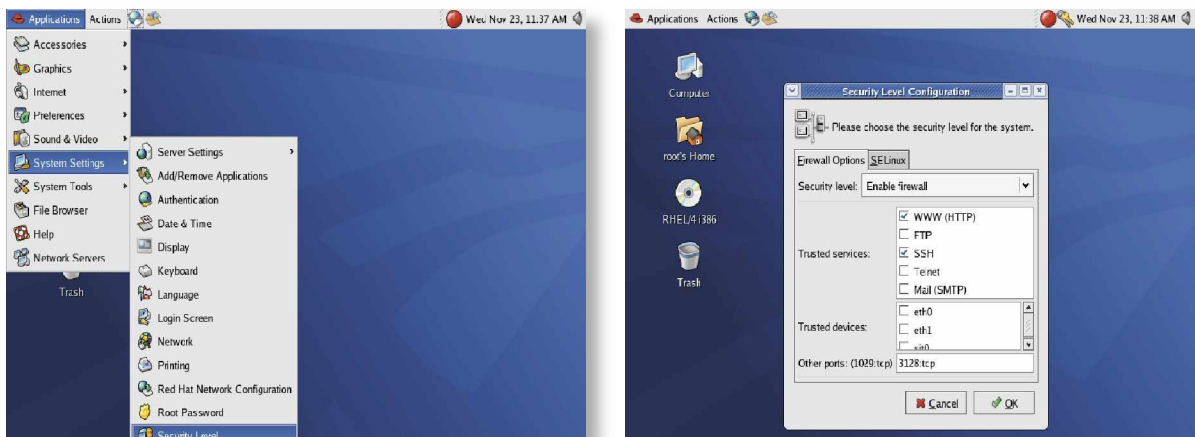 Applications Actions Wed Nov 23, 11:37 AM
Accessories
Graphics
Internet
Preferences
Sound & Video
System Settings
System Tools
File Browser
Help
Network Servers
Trash
Server Settings
Add/Remove Applications
Authentication
Date & Time
Display
Keyboard
Language
Login Screen
Network
Printing
Red Hat Network Configuration
Root Password
Security Level
Applications Actions Wed Nov 23, 11:38 AM
Computer
root's Home
RHEL/4 i386
Trash
Security Level Configuration
Please choose the security level for the system.
Firewall Options SELinux
Security level: Enable firewall
Trusted services:
WWW (HTTP)
FTP
SSH
Telnet
Mail (SMTP)
Trusted devices:
eth0
eth1
sit0
Other ports: (1029:tcp) 3128:tcp
Cancel OK